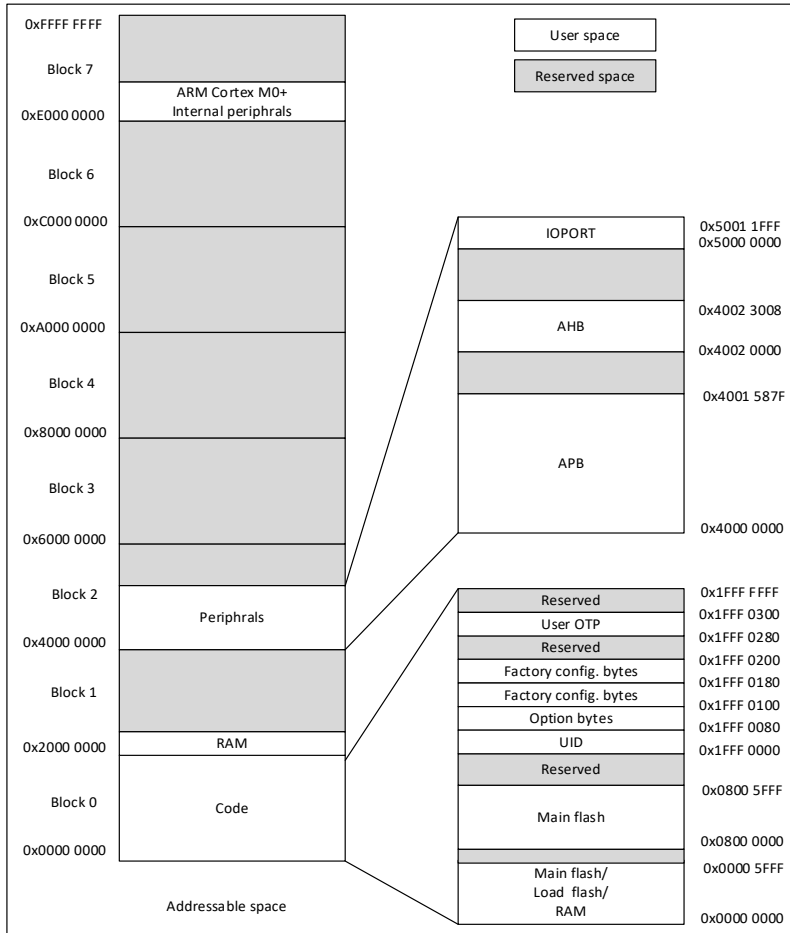 0xFFFF FFFF
Block 7
ARM Cortex M0+
Internal periphrals
0xE000 0000
Block 6
0xC000 0000
Block 5
0xA000 0000
Block 4
0x8000 0000
Block 3
0x6000 0000
Block 2
Periphrals
0x4000 0000
Block 1
0x2000 0000
RAM
Block 0
Code
0x0000 0000
Addressable space
User space
Reserved space
IOPORT
0x5001 1FFF
0x5000 0000
0x4002 3008
AHB
0x4002 0000
0x4001 587F
APB
0x4000 0000
0x1FFF FFFF
Reserved
0x1FFF 0300
User OTP
0x1FFF 0280
Reserved
0x1FFF 0200
Factory config. bytes
0x1FFF 0180
Factory config. bytes
0x1FFF 0100
Option bytes
0x1FFF 0080
UID
0x1FFF 0000
Reserved
0x0800 5FFF
Main flash
0x0800 0000
0x0000 5FFF
Main flash/
Load flash/
RAM
0x0000 0000